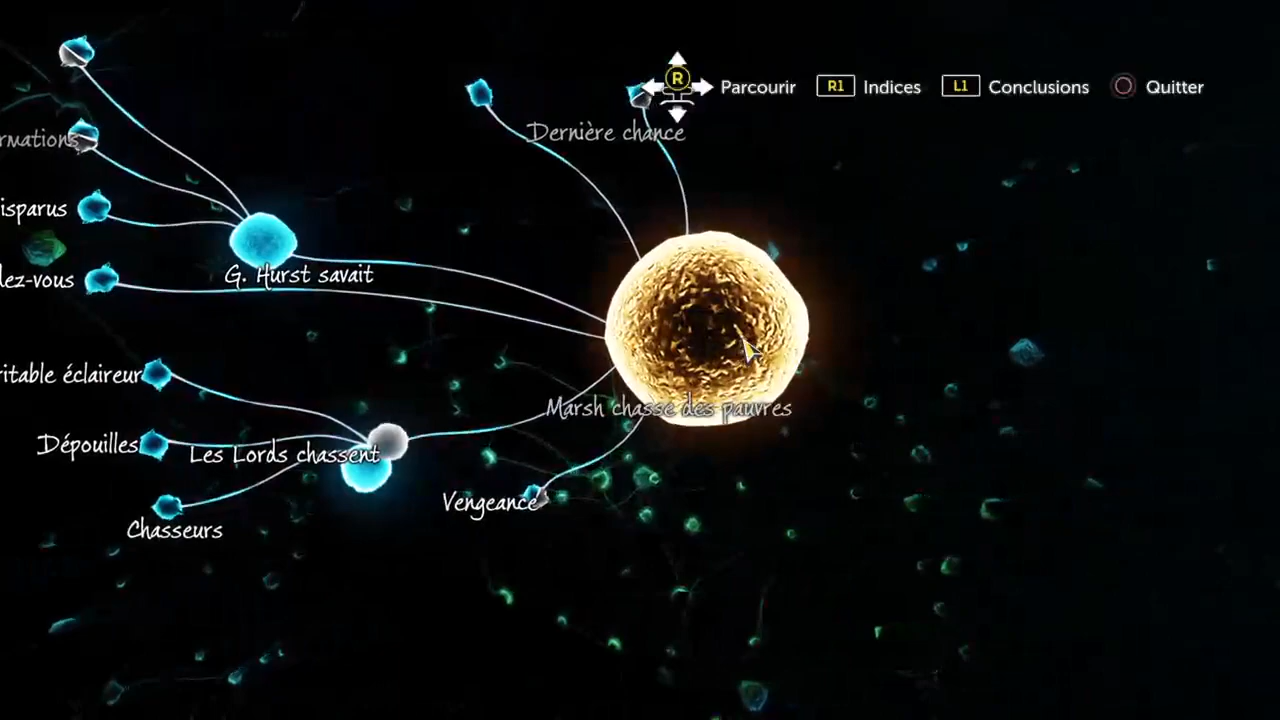 R Parcourir R1 Indices L1 Conclusions Quitter
Dernière chance
rmations
isparus
G. Hurst savait
lez-vous
ritable éclaireur
Marsh chasse des pauvres
Dépouilles
Les Lords chassent
Vengeance
Chasseurs